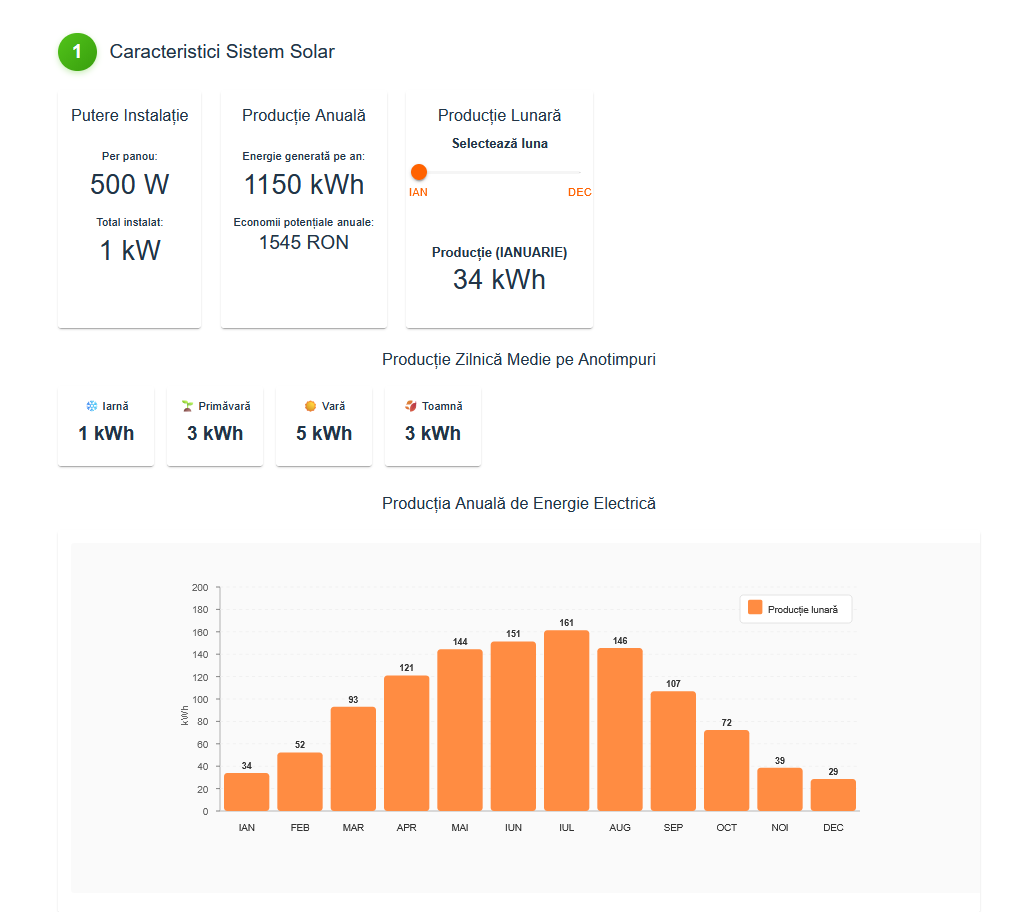 1
Caracteristici Sistem Solar
Putere Instalație
Per panou:
500 W
Total instalat:
1 kW
Producție Anuală
Energie generată pe an:
1150 kWh
Economii potențiale anuale:
1545 RON
Producție Lunară
Selectează luna
IAN DEC
Producție (IANUARIE)
34 kWh
Producție Zilnică Medie pe Anotimpuri
Iarnă
1 kWh
Primăvară
3 kWh
Vară
5 kWh
Toamnă
3 kWh
Producția Anuală de Energie Electrică
200
180
160
140
120
100
80
60
40
20
0
kWh
Producție lunară
34 52 93 121 144 151 161 146 107 72 39 29
IAN FEB MAR APR MAI IUN IUL AUG SEP OCT NOI DEC